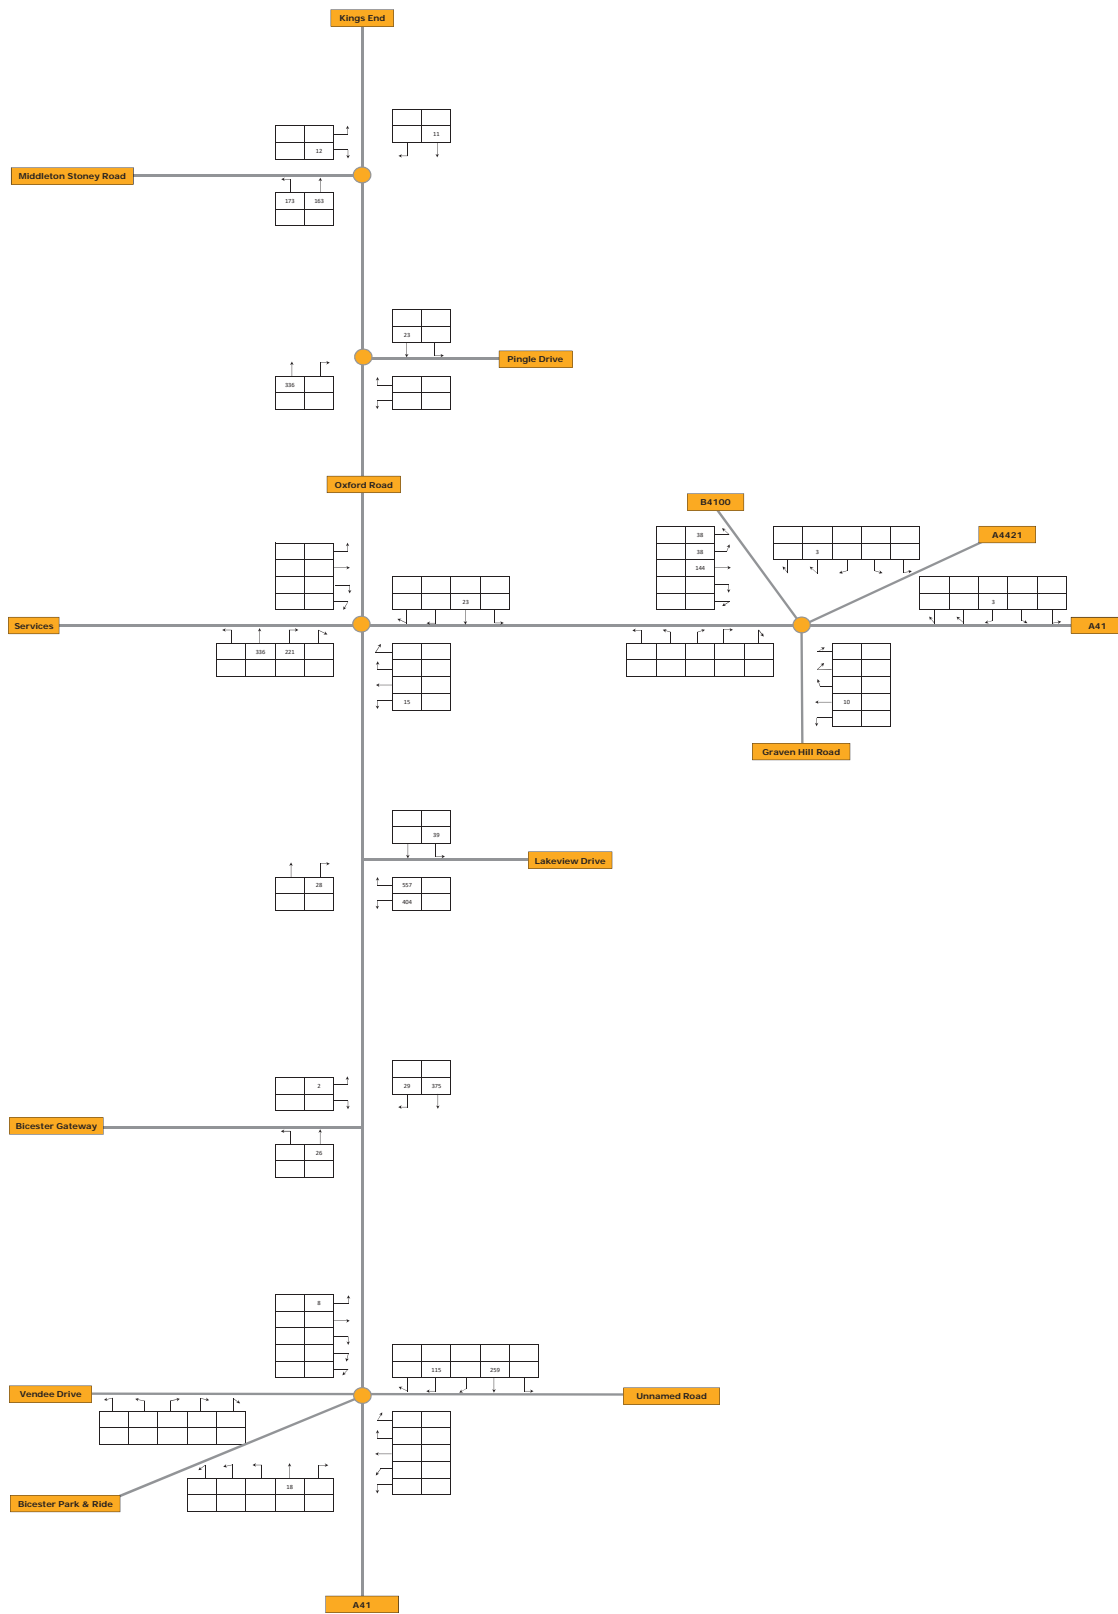 Kings End
11
12
Middleton Stoney Road
173 163
23
Pingle Drive
336
Oxford Road
B4100
38
A4421
38 3
144
23 3
Services
A41
336 221
15 10
Graven Hill Road
39
Lakeview Drive
28 557
404
2 29 375
Bicester Gateway
26
8
115 259
Vendee Drive
Unnamed Road
18
Bicester Park & Ride
A41